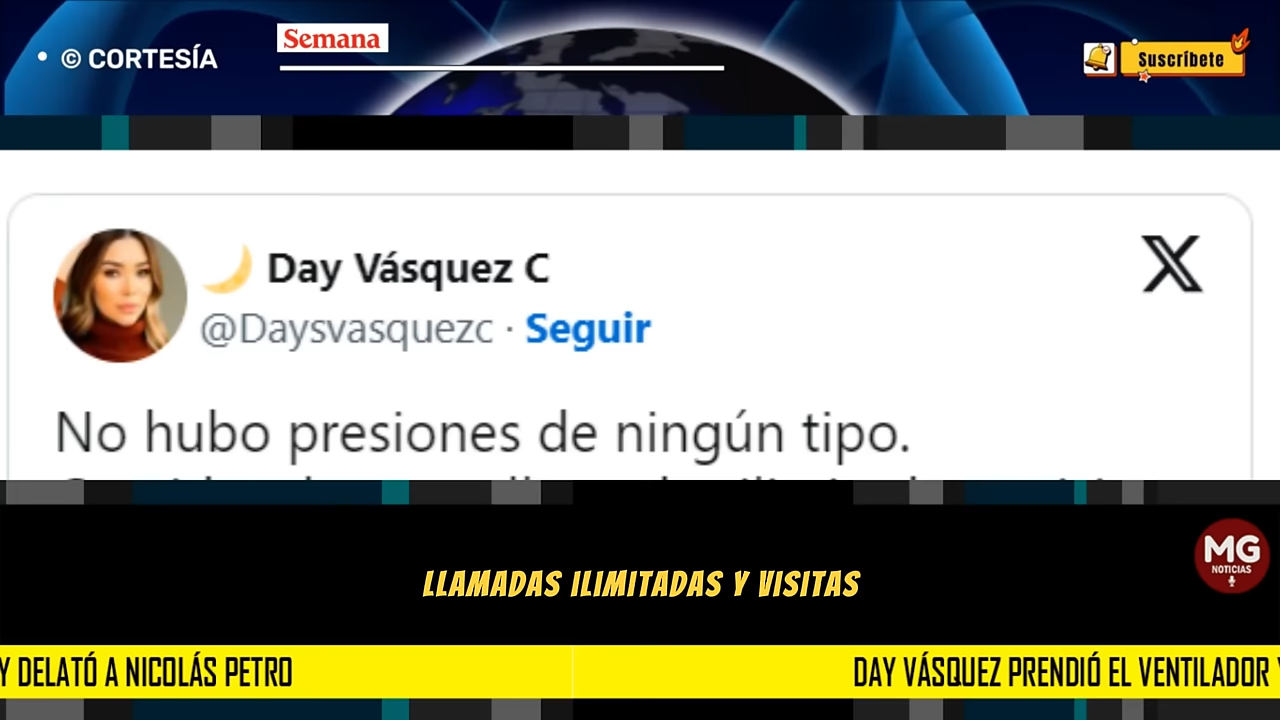 • © CORTESÍA
Semana
Suscríbete
Day Vásquez C
@Daysvasquezc · Seguir
No hubo presiones de ningún tipo.
MG
NOTICIAS
LLAMADAS ILIMITADAS Y VISITAS
Y DELATÓ A NICOLÁS PETRO
DAY VÁSQUEZ PRENDIÓ EL VENTILADOR Y